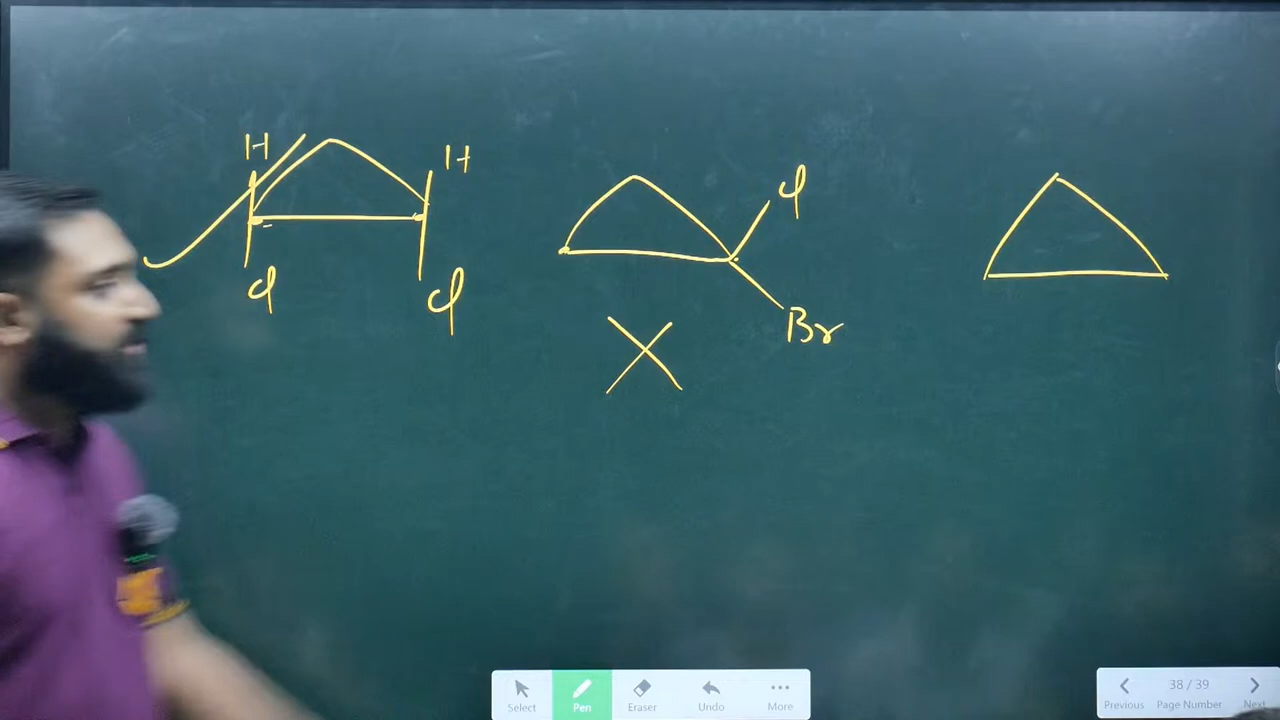 H
H
Cl
Cl
Cl
Br
Select
Pen
Eraser
Undo
More
Previous
38 / 39
Page Number
Next